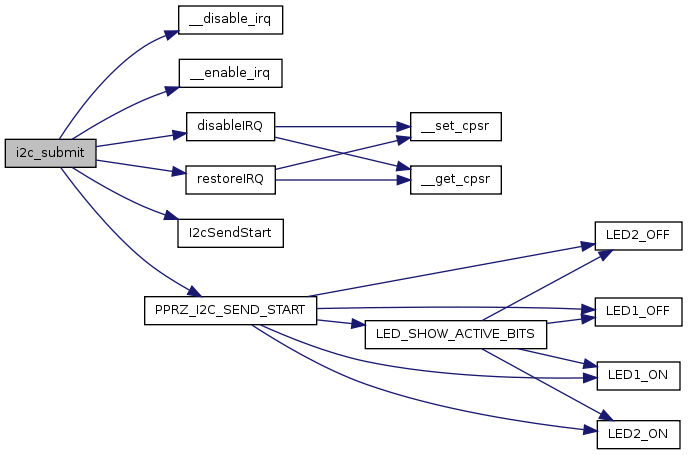 __disable_irq
__enable_irq
disableIRQ
__set_cpsr
i2c_submit
restoreIRQ
__get_cpsr
I2cSendStart
LED2_OFF
PPRZ_I2C_SEND_START
LED1_OFF
LED_SHOW_ACTIVE_BITS
LED1_ON
LED2_ON